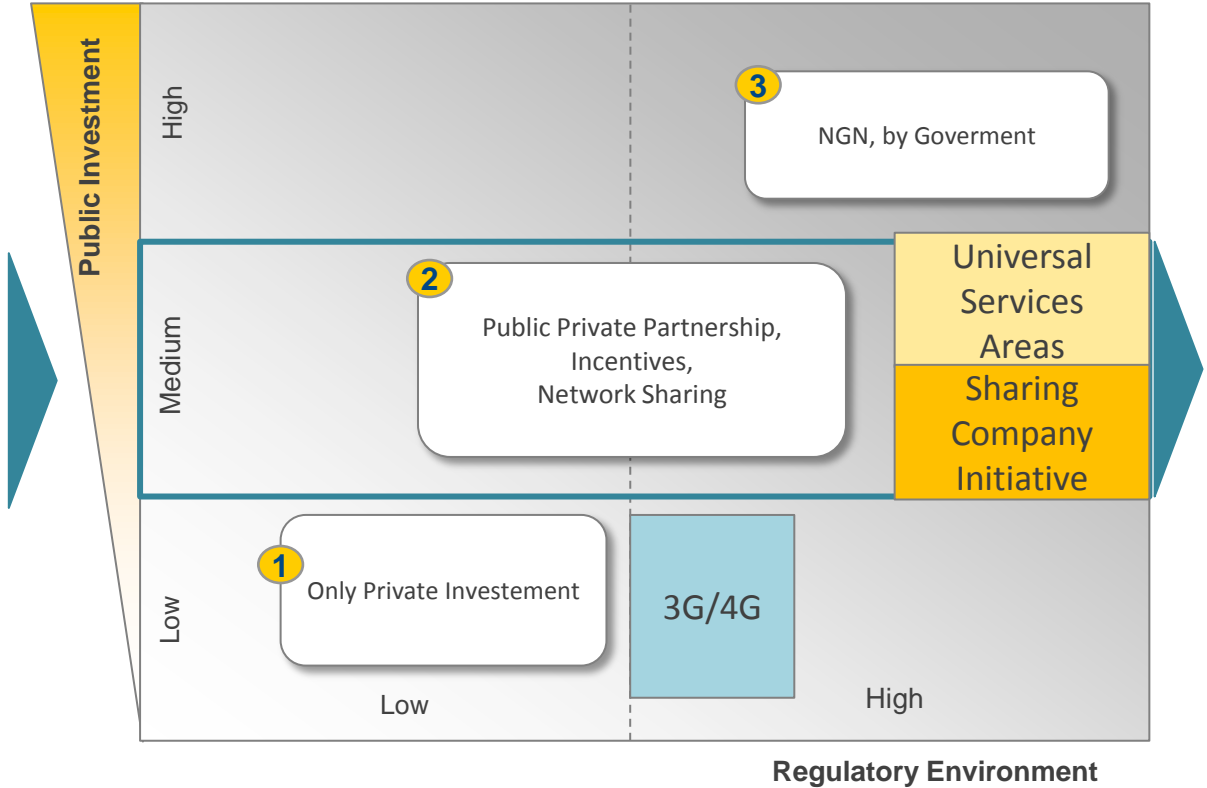 Public Investment
High
3
NGN, by Goverment
Medium
2
Public Private Partnership,
Incentives,
Network Sharing
Universal
Services
Areas
Sharing
Company
Initiative
Low
1
Only Private Investement
3G/4G
Low
High
Regulatory Environment